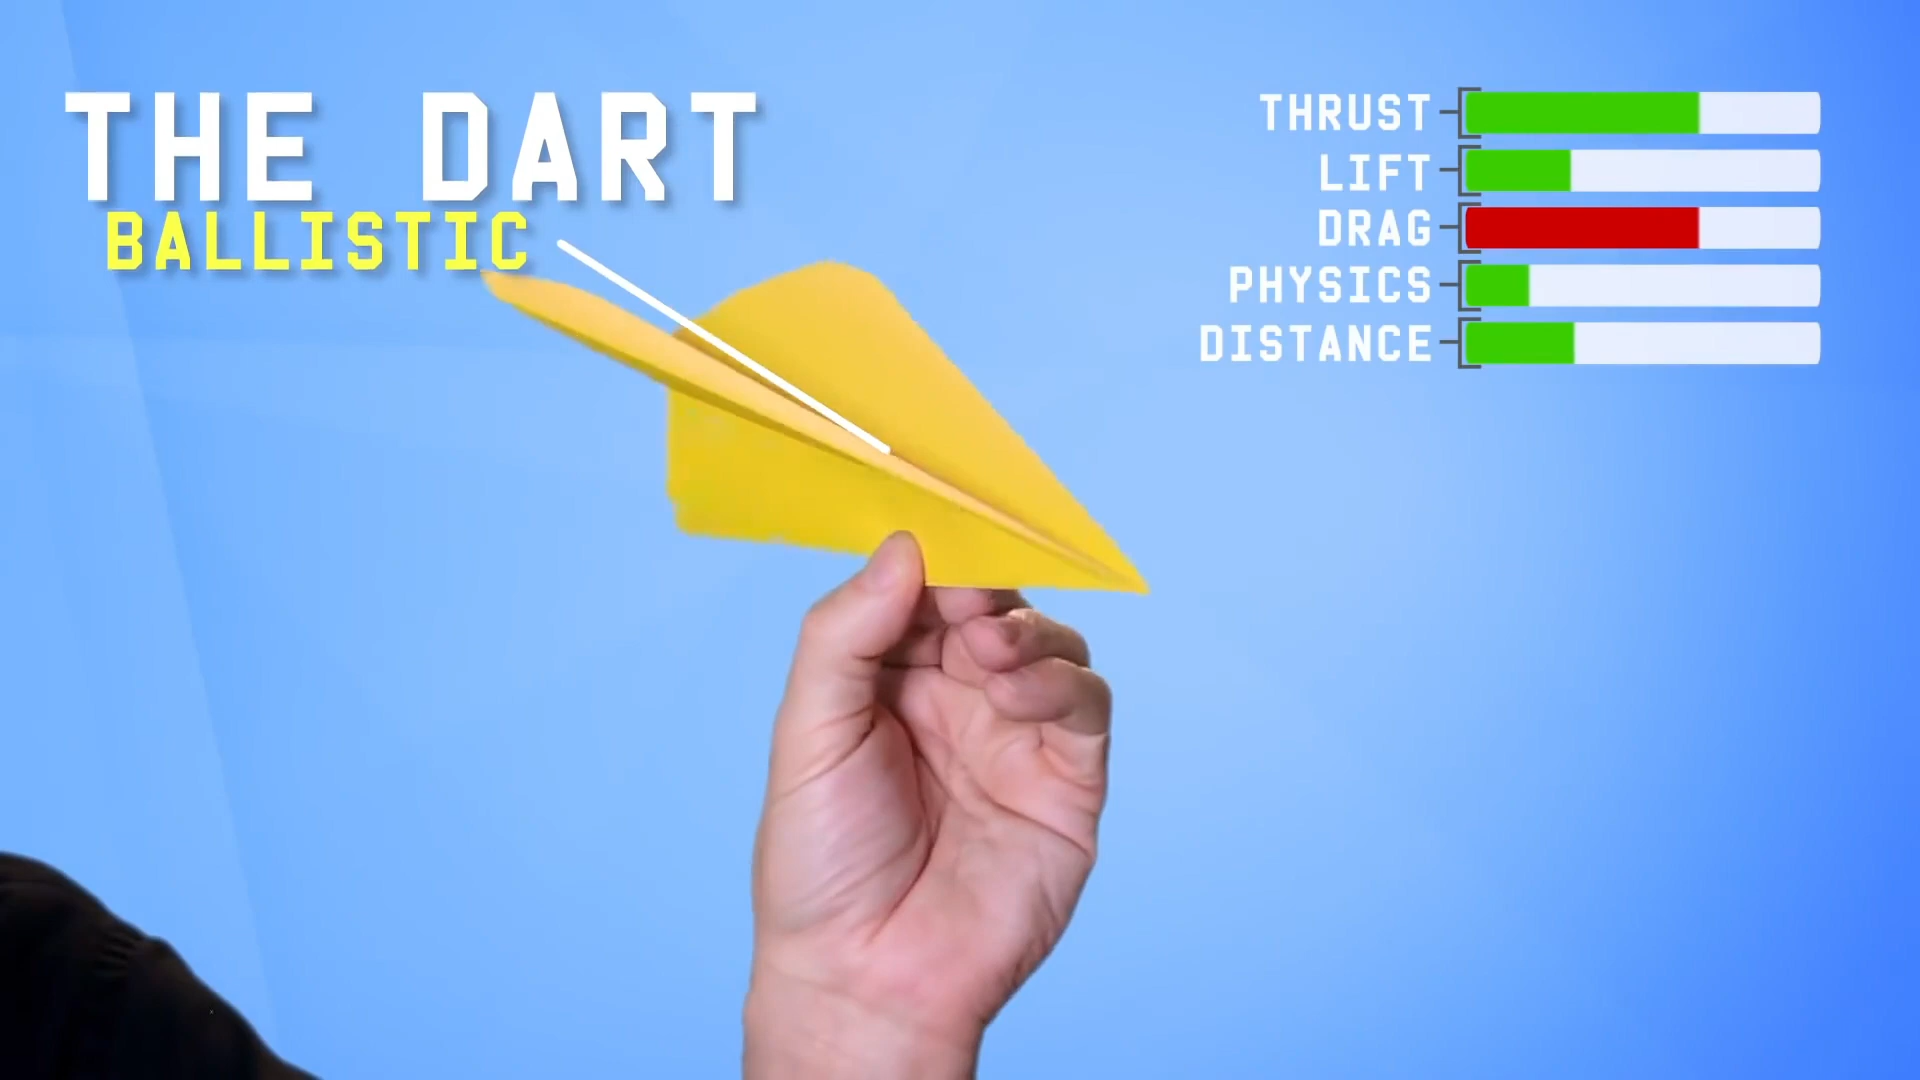 THE DART
BALLISTIC
THRUST
LIFT
DRAG
PHYSICS
DISTANCE